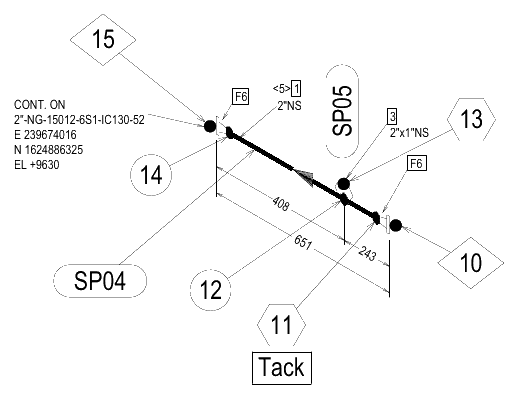 15
F6
<5> 1
2"NS
SP05
3
2"x1"NS
13
CONT. ON
2"-NG-15012-6S1-IC130-52
E 239674016
N 1624886325
EL +9630
F6
14
408
651
243
SP04
12
10
11
Tack